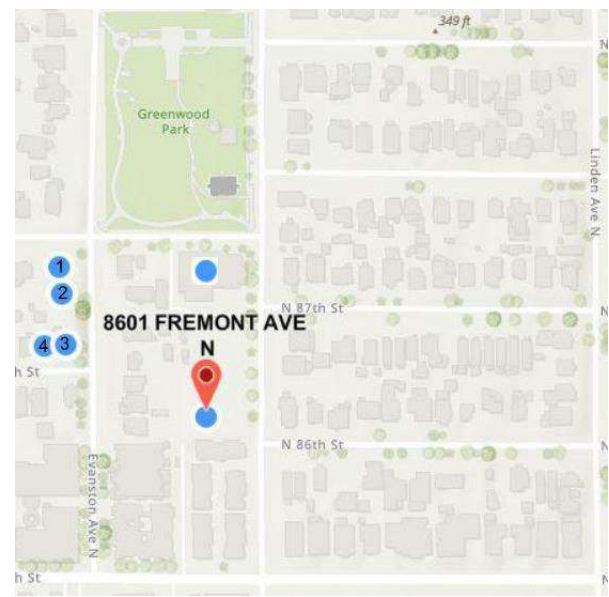 349 ft
N
Greenwood
Park
Linden Ave N
1
2
N 87th St
N
8601 FREMONT AVE
N
4
3
h St
N 86th St
N
Evanston Ave N
h St
N